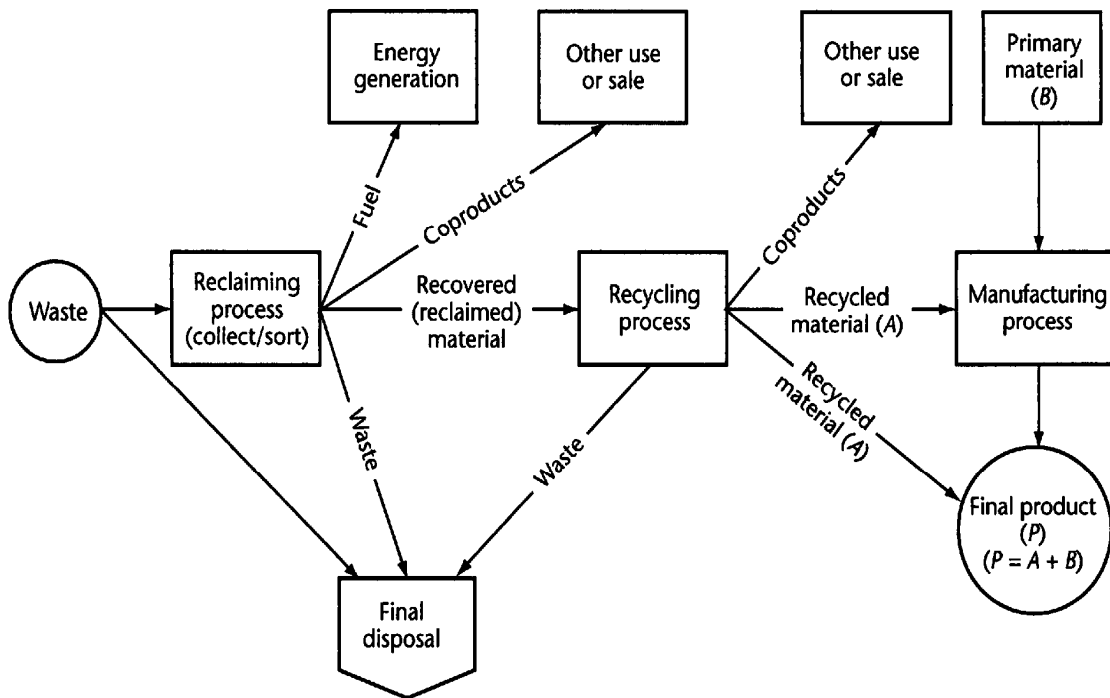 Energy
generation
Other use
or sale
Other use
or sale
Primary
material
(B)
Fuel
Coproducts
Coproducts
Waste
Reclaiming
process
(collect/sort)
Recovered
(reclaimed)
material
Recycling
process
Recycled
material (A)
Manufacturing
process
Recycled
material (A)
Waste
Waste
Final product
(P)
(P = A + B)
Final
disposal